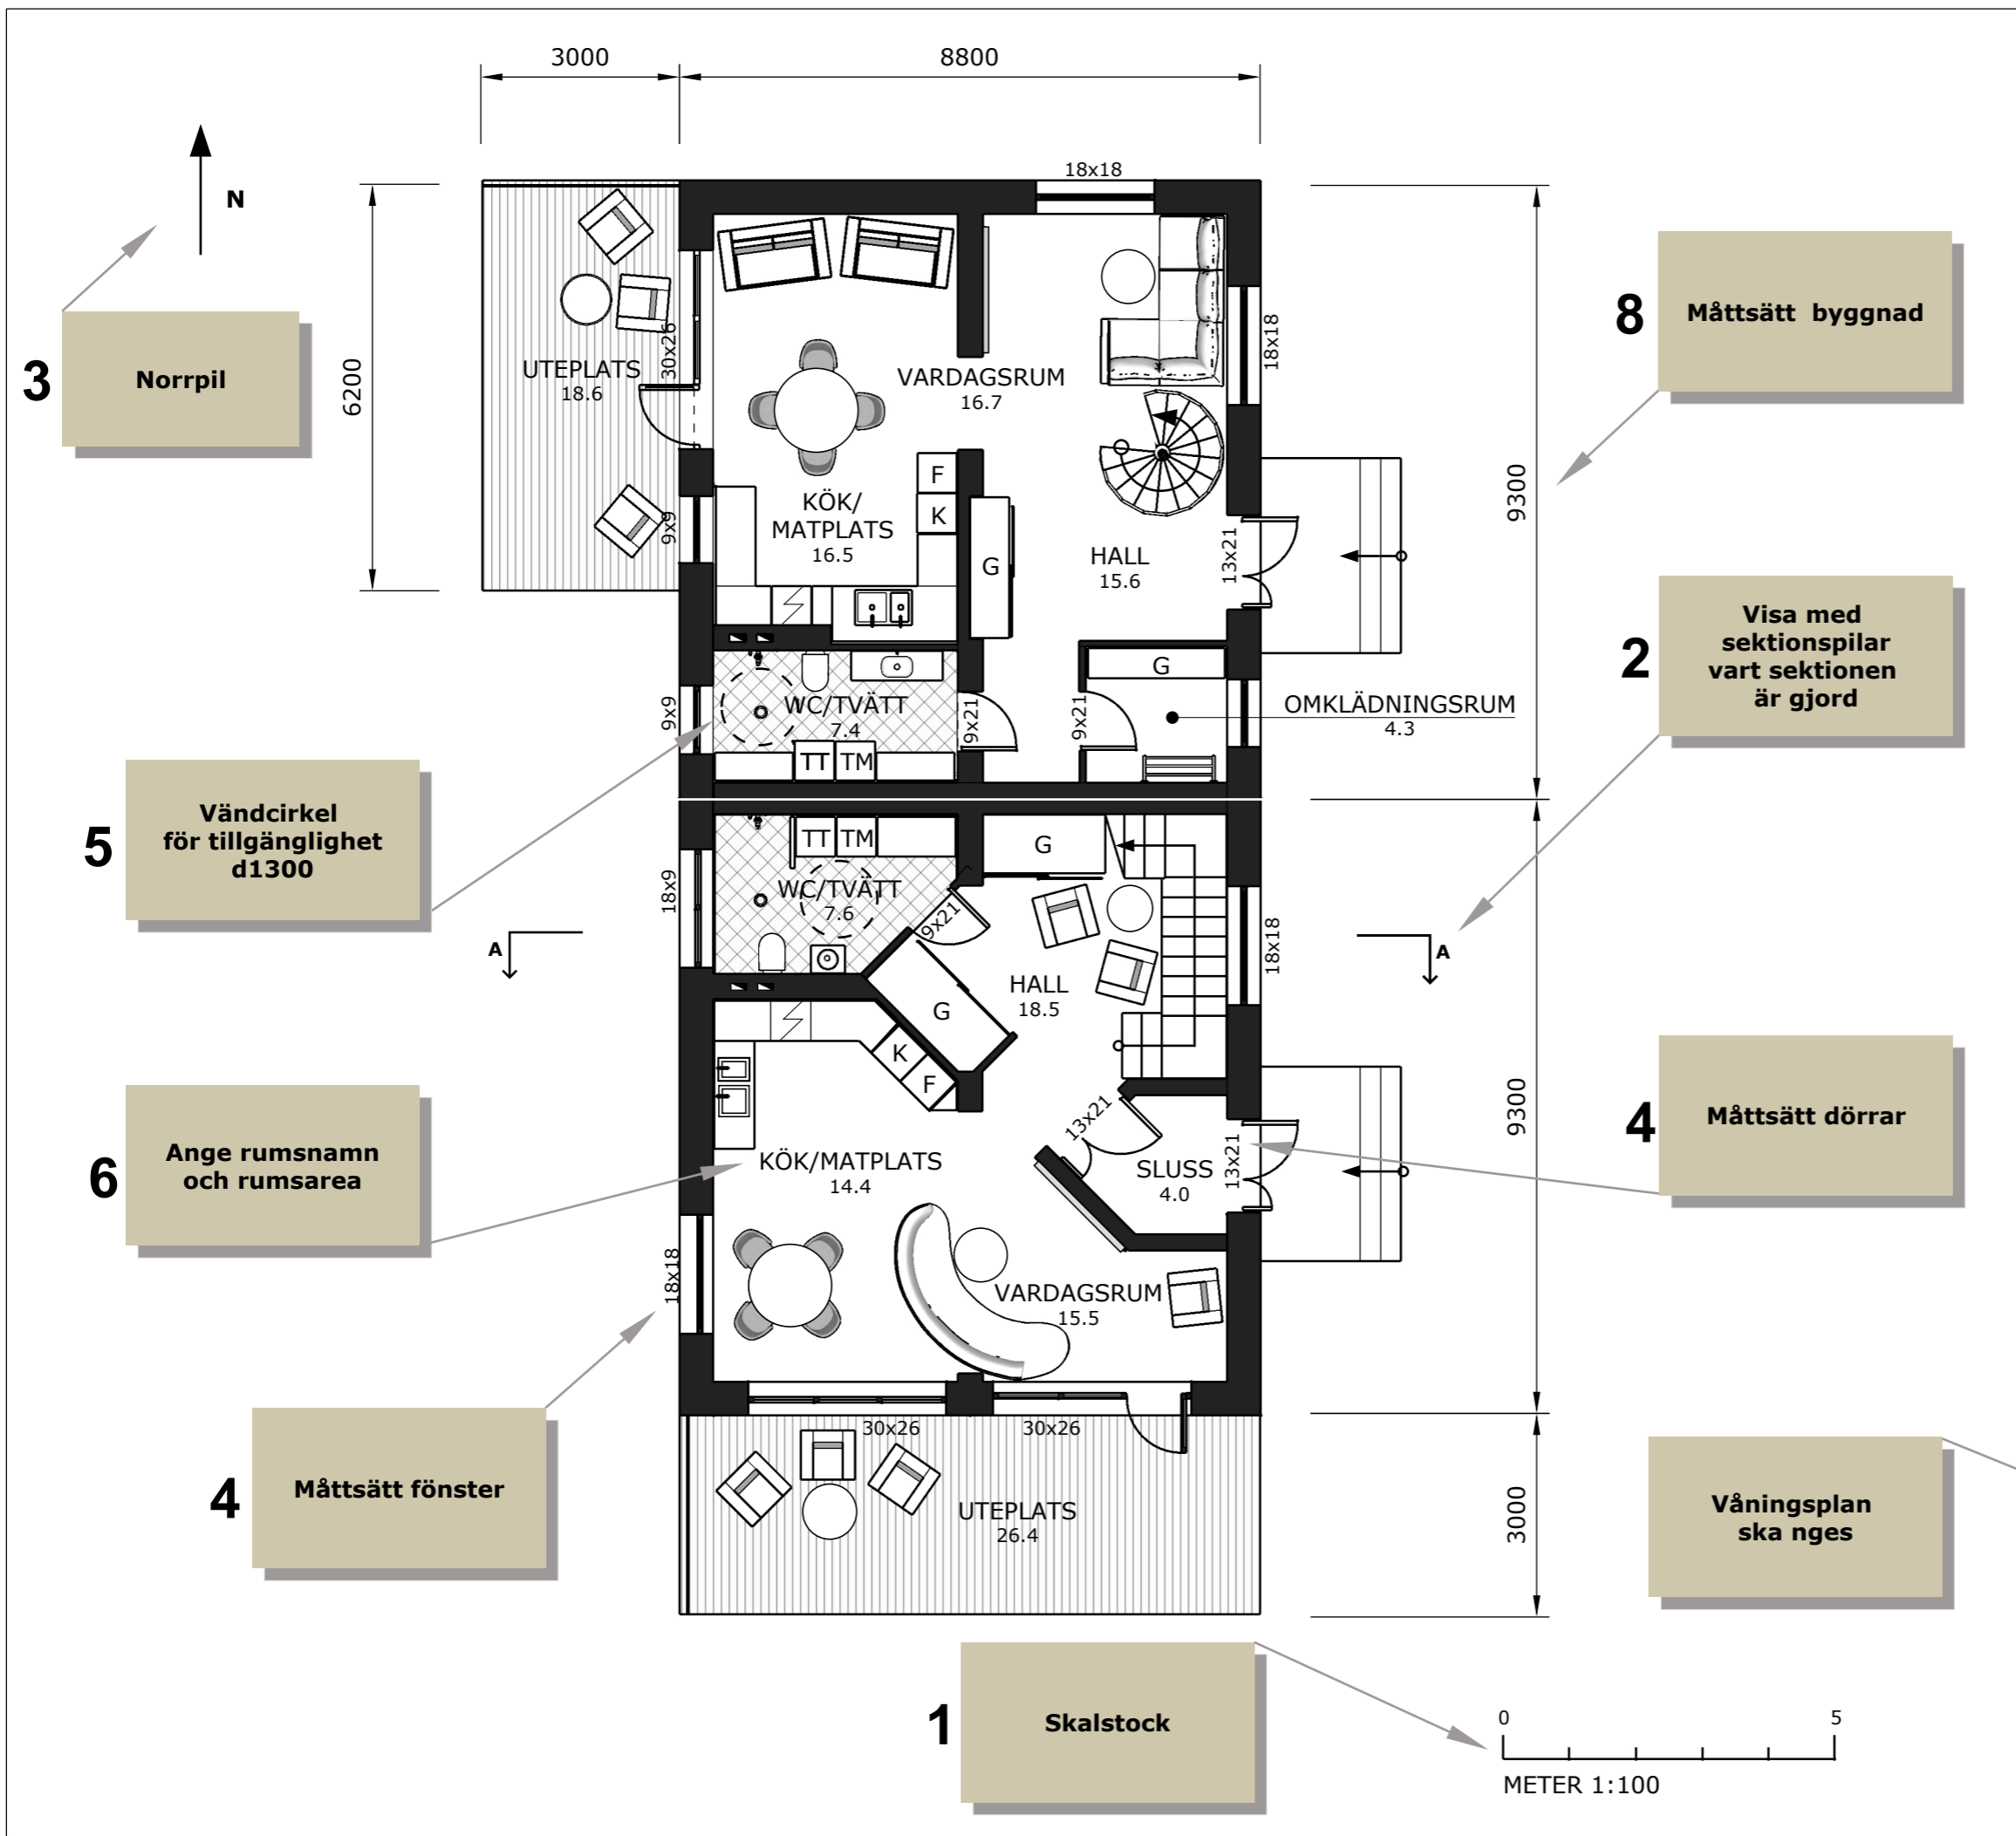 3000
8800
N
6200
18x18
3
Norrpil
UTEPLATS
18.6
30x26
9x9
VARDAGSRUM
16.7
18x18
KÖK/
MATPLATS
16.5
F
K
G
HALL
15.6
13x21
9300
8
Måttsätt byggnad
2
Visa med
sektionspilar
vart sektionen
är gjord
G
OMKLÄDNINGSRUM
4.3
9x9
WC/TVÄTT
7.4
9x21
9x21
TT
TM
5
Vändcirkel
för tillgänglighet
d1300
TT
TM
G
18x9
WC/TVÄTT
7.6
9x21
A
A
18x18
HALL
18.5
G
K
F
9300
6
Ange rumsnamn
och rumsarea
KÖK/MATPLATS
14.4
13x21
SLUSS
4.0
13x21
4
Måttsätt dörrar
18x18
VARDAGSRUM
15.5
4
Måttsätt fönster
30x26
30x26
UTEPLATS
26.4
3000
Våningsplan
ska nges
1
Skalstock
0
5
METER 1:100